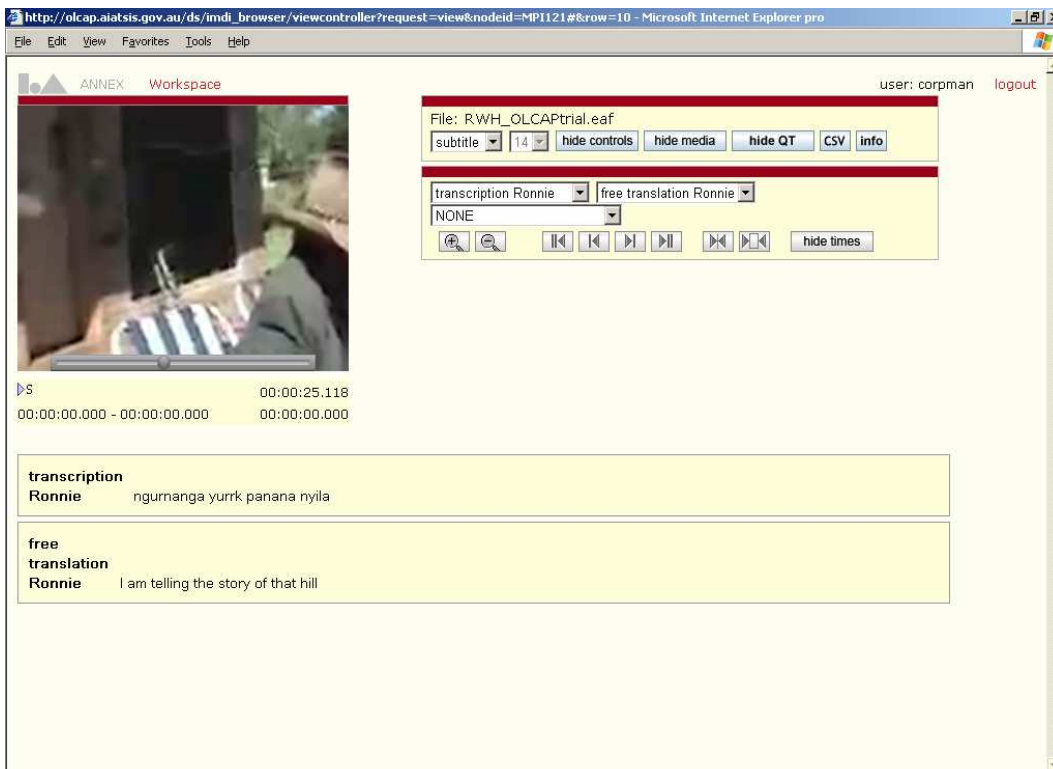 http://olcap.aiatsis.gov.au/ds/imdi_browser/viewcontroller?request=view&nodeid=MPI121#&row=10 - Microsoft Internet Explorer pro
File Edit View Favorites Tools Help
ANNEX Workspace user: corpman logout
File: RWH_OLCAPtrial.eaf
subtitle 14 hide controls hide media hide QT CSV info
transcription Ronnie free translation Ronnie
NONE
hide times
S 00:00:25.118
00:00:00.000 - 00:00:00.000 00:00:00.000
transcription
Ronnie ngurnanga yurrk panana nyila
free
translation
Ronnie I am telling the story of that hill